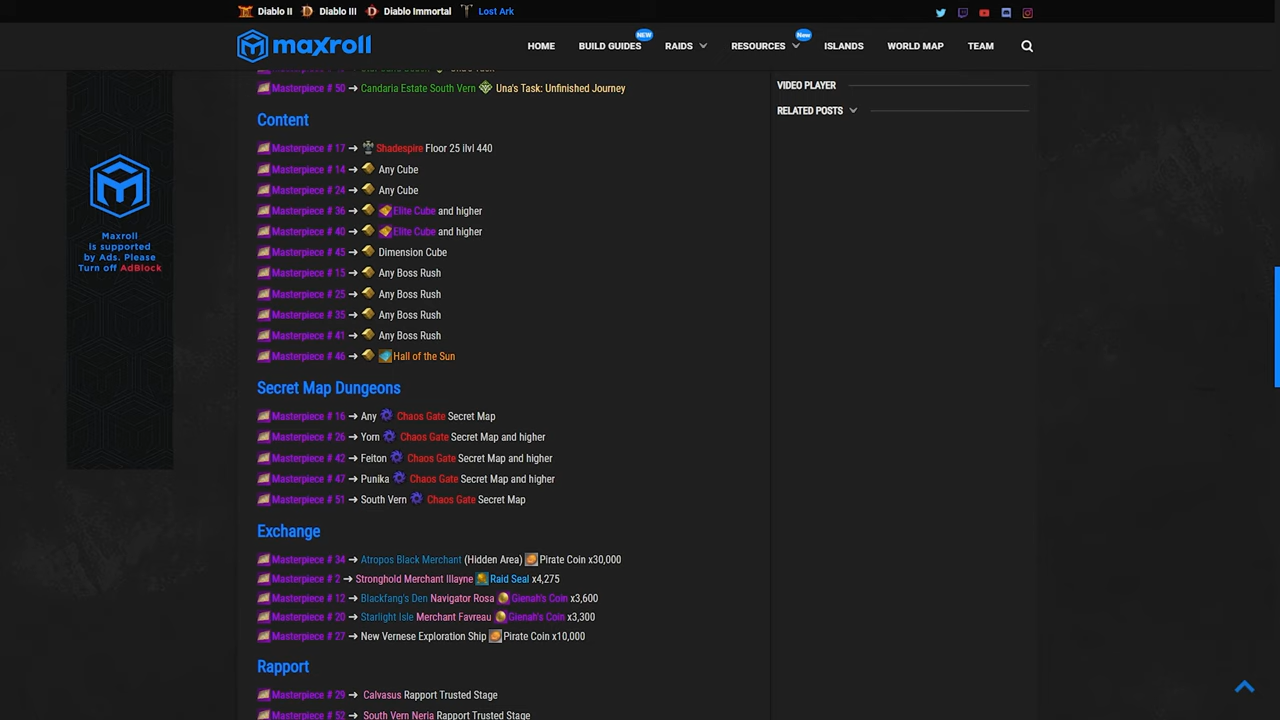 Diablo II Diablo III Diablo Immortal Lost Ark
maxroll HOME BUILD GUIDES NEW RAIDS RESOURCES New ISLANDS WORLD MAP TEAM
Masterpiece # 50 → Candaria Estate South Vern Una's Task: Unfinished Journey
Content
Masterpiece # 17 → Shadespire Floor 25 ilvl 440
Masterpiece # 14 → Any Cube
Masterpiece # 24 → Any Cube
Masterpiece # 36 → Elite Cube and higher
Masterpiece # 40 → Elite Cube and higher
Masterpiece # 45 → Dimension Cube
Masterpiece # 15 → Any Boss Rush
Masterpiece # 25 → Any Boss Rush
Masterpiece # 35 → Any Boss Rush
Masterpiece # 41 → Any Boss Rush
Masterpiece # 46 → Hall of the Sun
Secret Map Dungeons
Masterpiece # 16 → Any Chaos Gate Secret Map
Masterpiece # 26 → Yorn Chaos Gate Secret Map and higher
Masterpiece # 42 → Feiton Chaos Gate Secret Map and higher
Masterpiece # 47 → Punika Chaos Gate Secret Map and higher
Masterpiece # 51 → South Vern Chaos Gate Secret Map
Exchange
Masterpiece # 34 → Atropos Black Merchant (Hidden Area) Pirate Coin x30,000
Masterpiece # 2 → Stronghold Merchant Illayne Raid Seal x4,275
Masterpiece # 12 → Blackfang's Den Navigator Rosa Gienah's Coin x3,600
Masterpiece # 20 → Starlight Isle Merchant Favreau Gienah's Coin x3,300
Masterpiece # 27 → New Vernese Exploration Ship Pirate Coin x10,000
Rapport
Masterpiece # 29 → Calvasus Rapport Trusted Stage
Masterpiece # 52 → South Vern Neria Rapport Trusted Stage
VIDEO PLAYER
RELATED POSTS
Maxroll
is supported
by Ads. Please
Turn off AdBlock